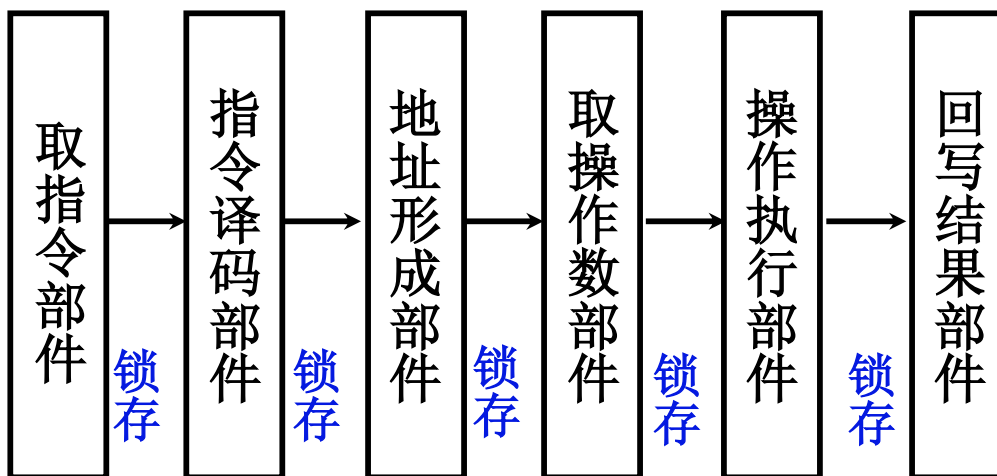 取指令部件
锁存
指令译码部件
锁存
地址形成部件
锁存
取操作数部件
锁存
操作执行部件
锁存
回写结果部件